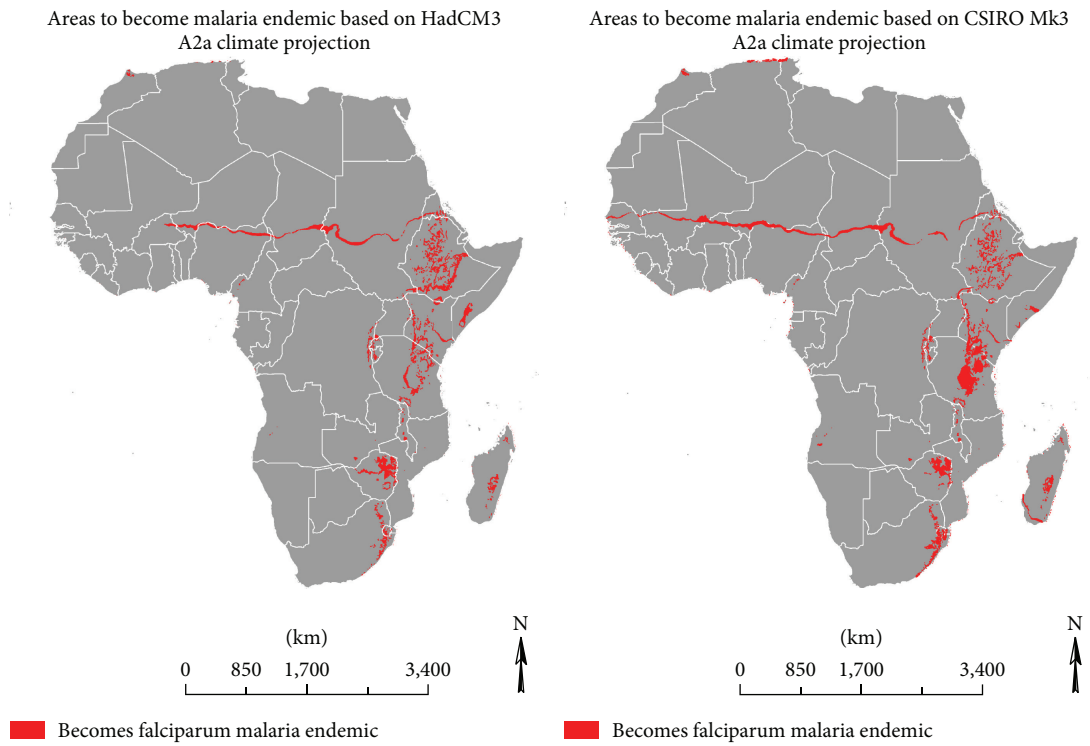 Areas to become malaria endemic based on HadCM3
A2a climate projection
(km)
0 850 1,700 3,400
N
Becomes falciparum malaria endemic
Areas to become malaria endemic based on CSIRO Mk3
A2a climate projection
(km)
0 850 1,700 3,400
N
Becomes falciparum malaria endemic